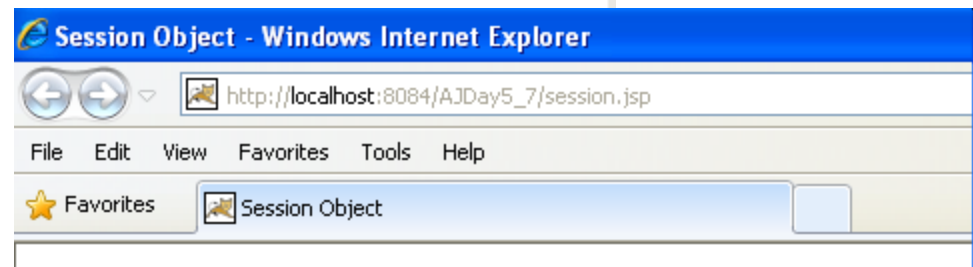 Session Object - Windows Internet Explorer
http://localhost:8084/AJDay5_7/session.jsp
File Edit View Favorites Tools Help
Favorites Session Object